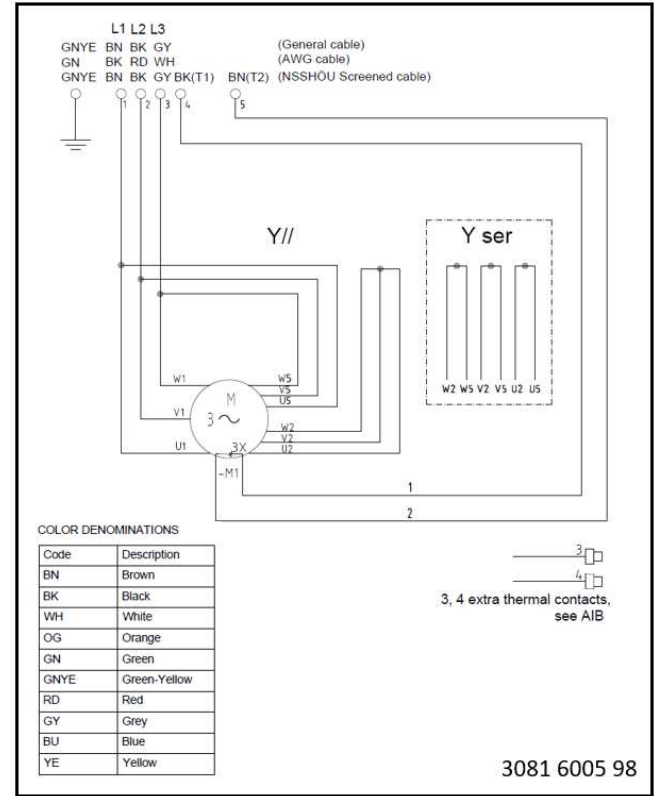 L1 L2 L3
GNYE BN BK GY (General cable)
GN BK RD WH (AWG cable)
GNYE BN BK GY BK(T1) BN(T2) (NSSHÖU Screened cable)
1 2 3 4 5
Y// Y ser
W2 W5 V2 V5 U2 U5
W1 W5
V5
M U5
V1 3 ~
W2
V2
U1 3X U2
-M1
1
2
COLOR DENOMINATIONS
Code Description
BN Brown
BK Black
WH White
OG Orange
GN Green
GNYE Green-Yellow
RD Red
GY Grey
BU Blue
YE Yellow
3
4
3, 4 extra thermal contacts,
see AIB
3081 6005 98